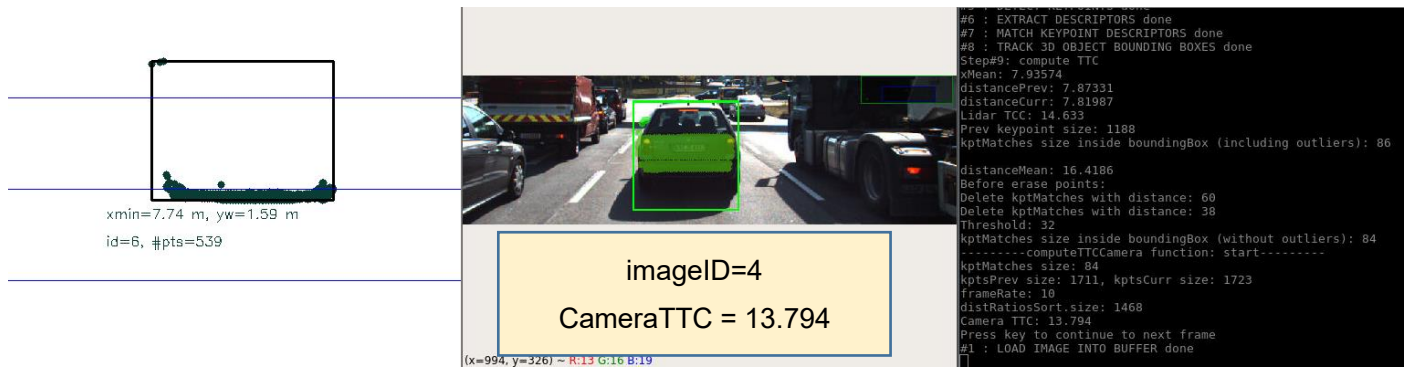 xmin=7.74 m, yw=1.59 m
id=6, #pts=539
imageID=4
CameraTTC = 13.794
(x=994, y=326) ~ R:13 G:16 B:19
#5 : DETECT KEYPOINTS done
#6 : EXTRACT DESCRIPTORS done
#7 : MATCH KEYPOINT DESCRIPTORS done
#8 : TRACK 3D OBJECT BOUNDING BOXES done
Step#9: compute TTC
xMean: 7.93574
distancePrev: 7.87331
distanceCurr: 7.81987
Lidar TCC: 14.633
Prev keypoint size: 1188
kptMatches size inside boundingBox (including outliers): 86
distanceMean: 16.4186
Before erase points:
Delete kptMatches with distance: 60
Delete kptMatches with distance: 38
Threshold: 32
kptMatches size inside boundingBox (without outliers): 84
---------computeTTCCamera function: start---------
kptMatches size: 84
kptsPrev size: 1711, kptsCurr size: 1723
frameRate: 10
distRatiosSort.size: 1468
Camera TTC: 13.794
Press key to continue to next frame
#1 : LOAD IMAGE INTO BUFFER done